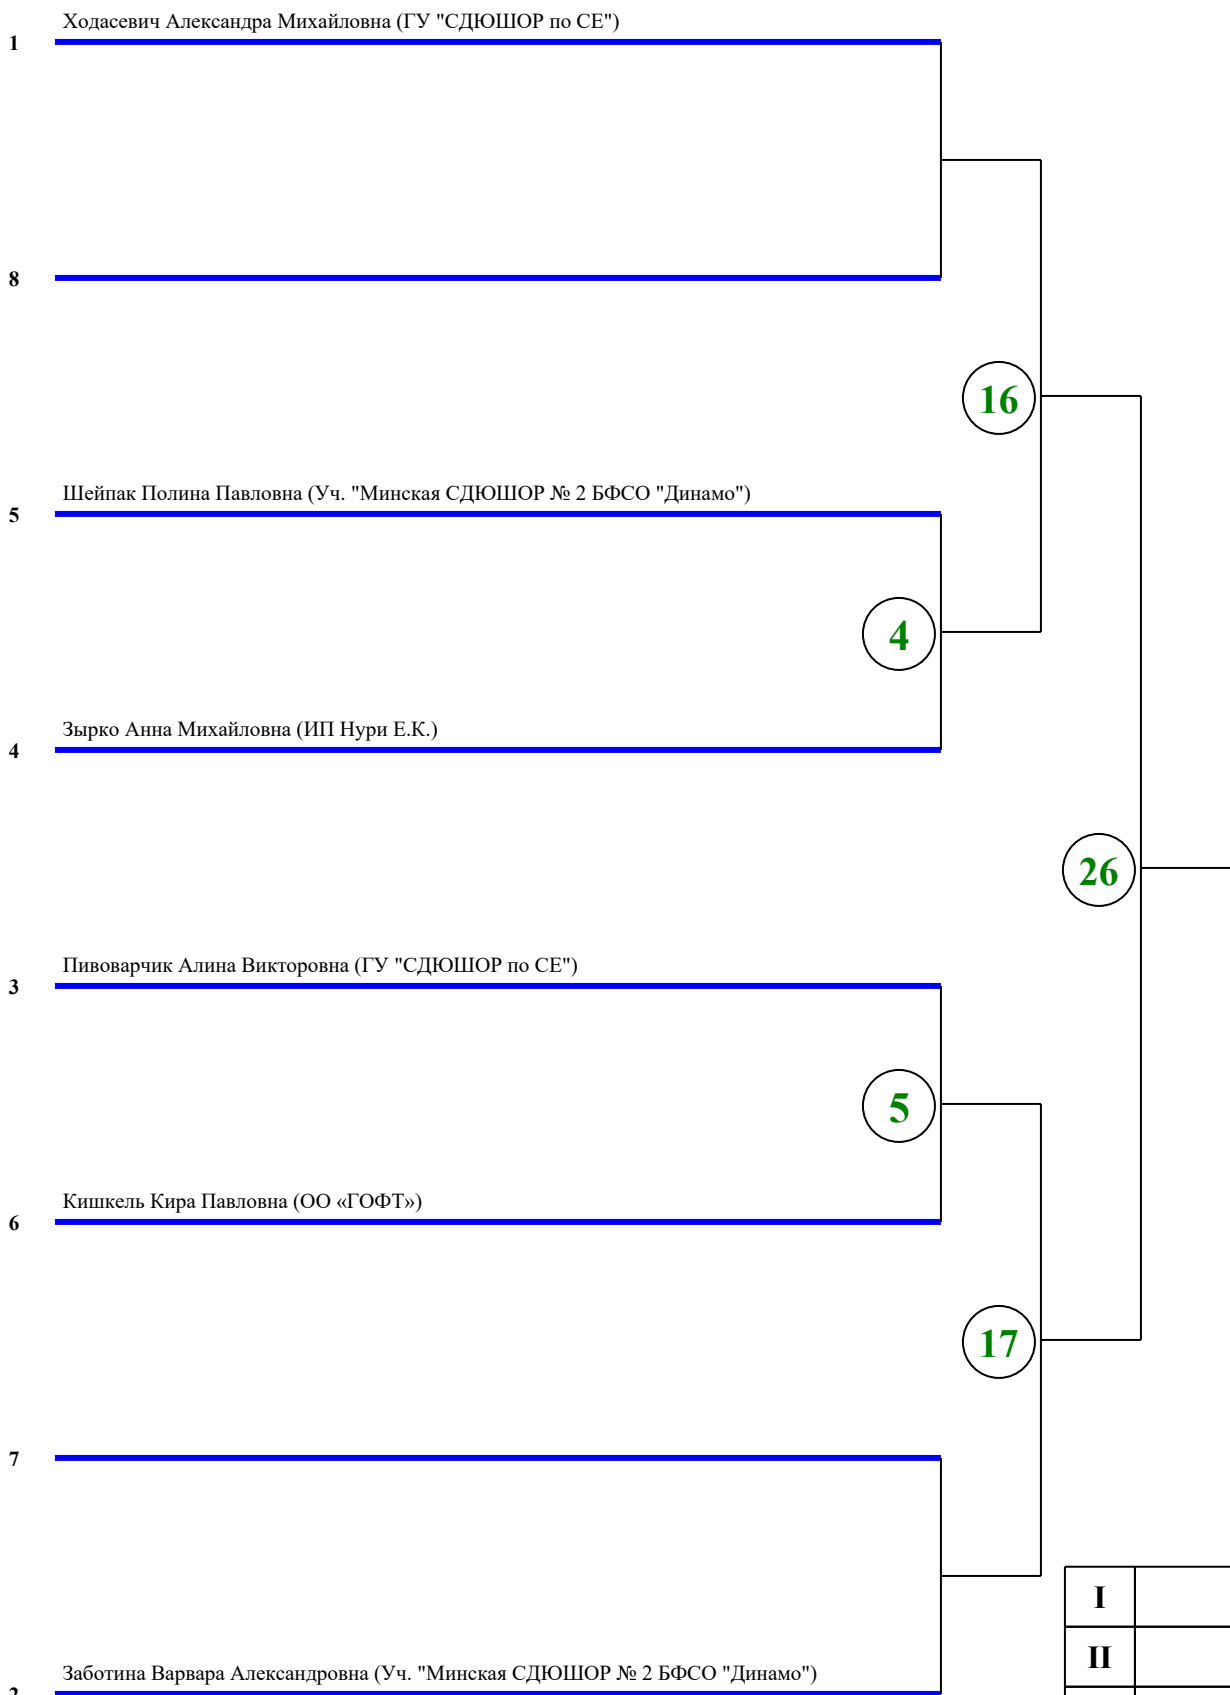 Ходасевич Александра Михайловна (ГУ "СДЮШОР по СЕ")
1
8
16
Шейпак Полина Павловна (Уч. "Минская СДЮШОР № 2 БФСО "Динамо")
5
4
Зырко Анна Михайловна (ИП Нури Е.К.)
4
26
Пивоварчик Алина Викторовна (ГУ "СДЮШОР по СЕ")
3
5
Кишкель Кира Павловна (ОО «ГОФТ»)
6
17
7
I
II
Заботина Варвара Александровна (Уч. "Минская СДЮШОР № 2 БФСО "Динамо")
2